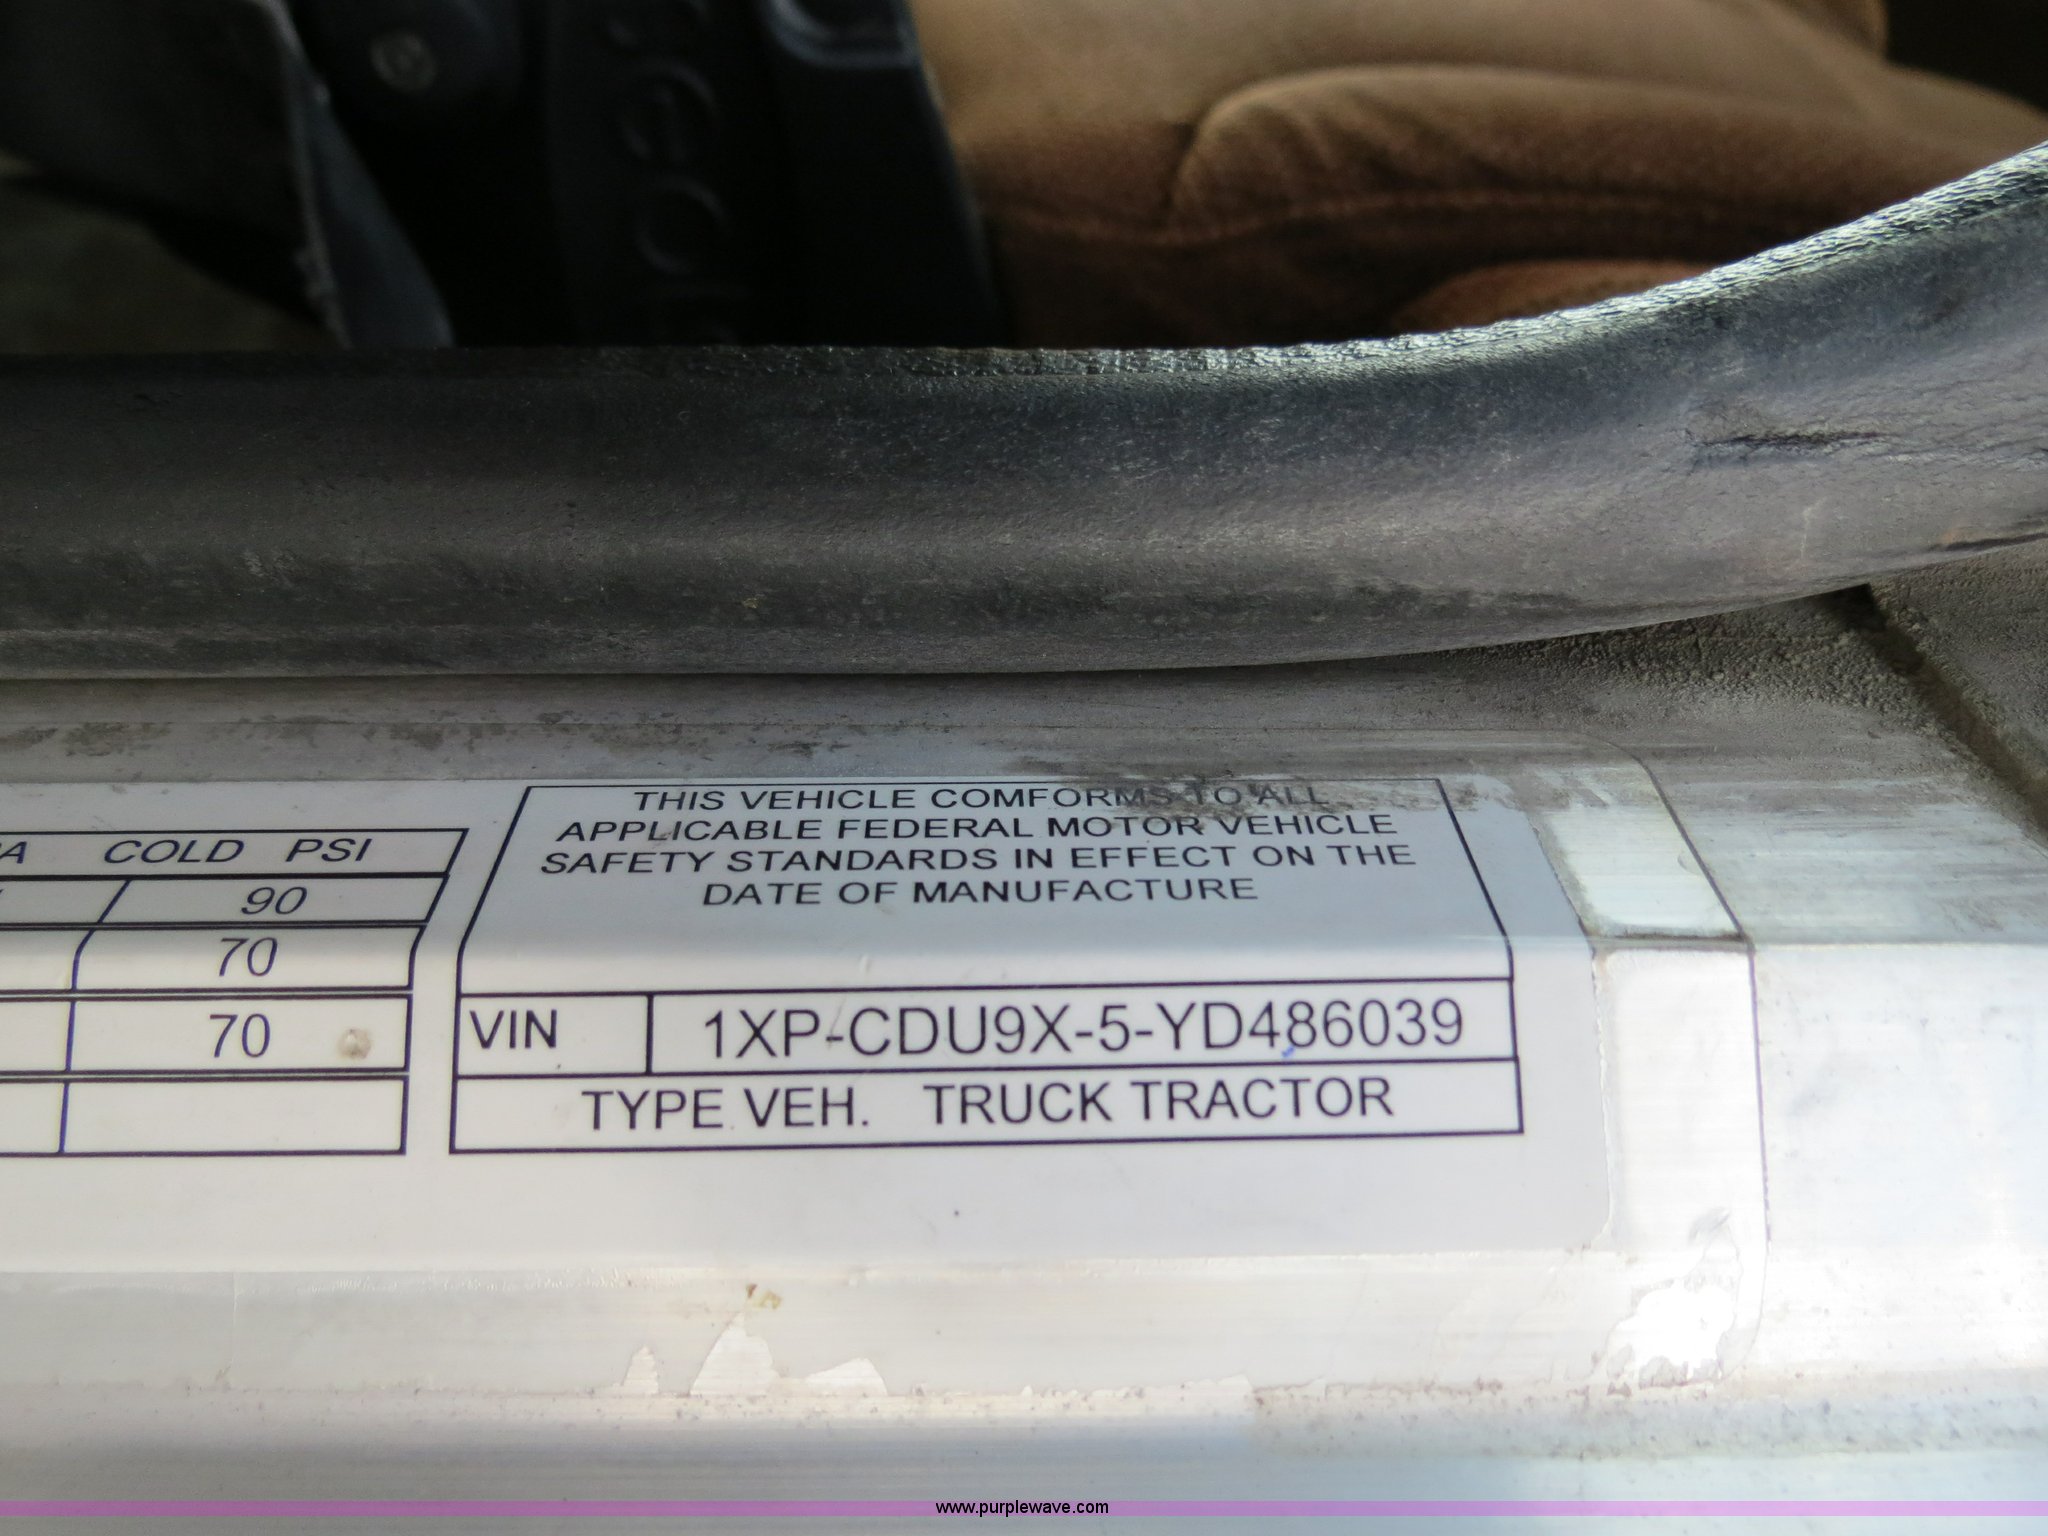 THIS VEHICLE COMFORMS TO ALL
APPLICABLE FEDERAL MOTOR VEHICLE
SAFETY STANDARDS IN EFFECT ON THE
DATE OF MANUFACTURE
COLD PSI
90
70
70
VIN 1XP-CDU9X-5-YD486039
TYPE VEH. TRUCK TRACTOR
www.purplewave.com